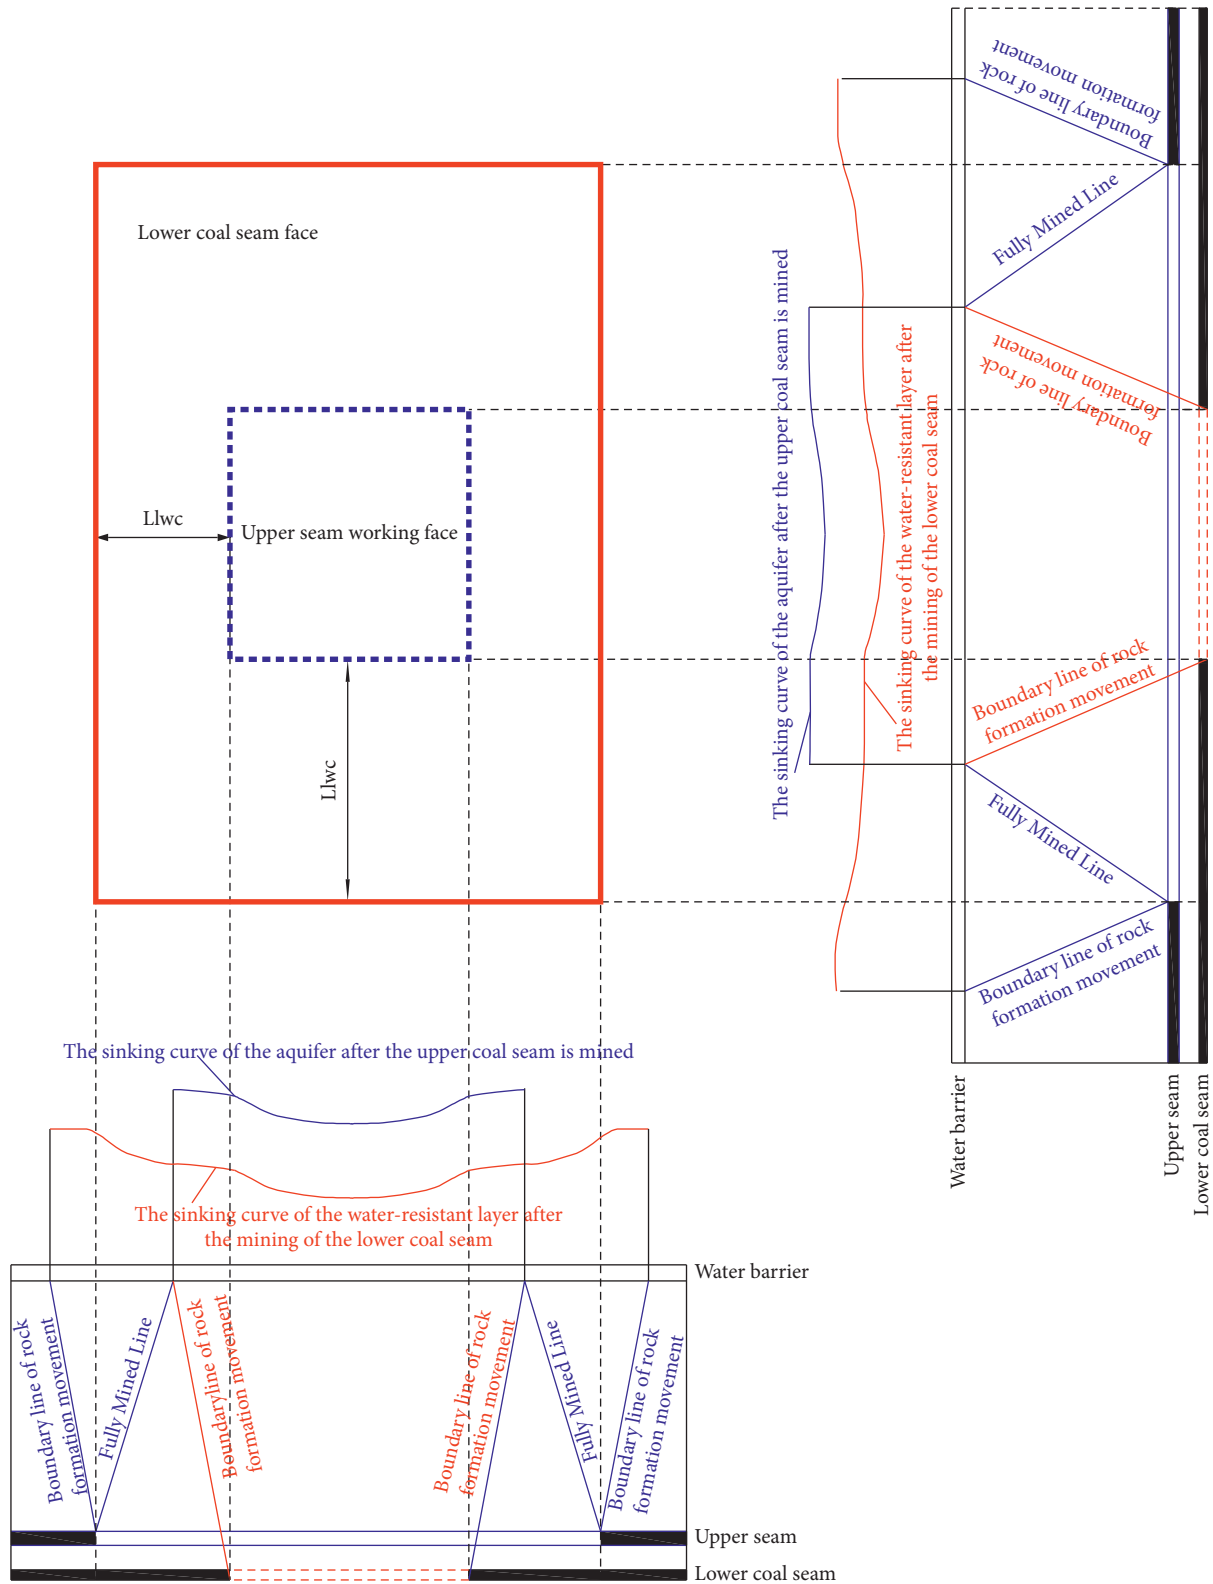 Boundary line of rock
formation movement
Fully Mined Line
Boundary line of rock
formation movement
Lower coal seam face
The sinking curve of the aquifer after the upper coal seam is mined
The sinking curve of the water-resistant layer after
the mining of the lower coal seam
Llwc
Upper seam working face
Llwc
Boundary line of rock
formation movement
Fully Mined Line
Boundary line of rock
formation movement
Water barrier
Upper seam
Lower coal seam
The sinking curve of the aquifer after the upper coal seam is mined
The sinking curve of the water-resistant layer after
the mining of the lower coal seam
Water barrier
Boundary line of rock
formation movement
Fully Mined Line
Boundaryline of rock
formation movement
Boundary line of rock
formation movement
Fully Mined Line
Boundary line of rock
formation movement
Upper seam
Lower coal seam